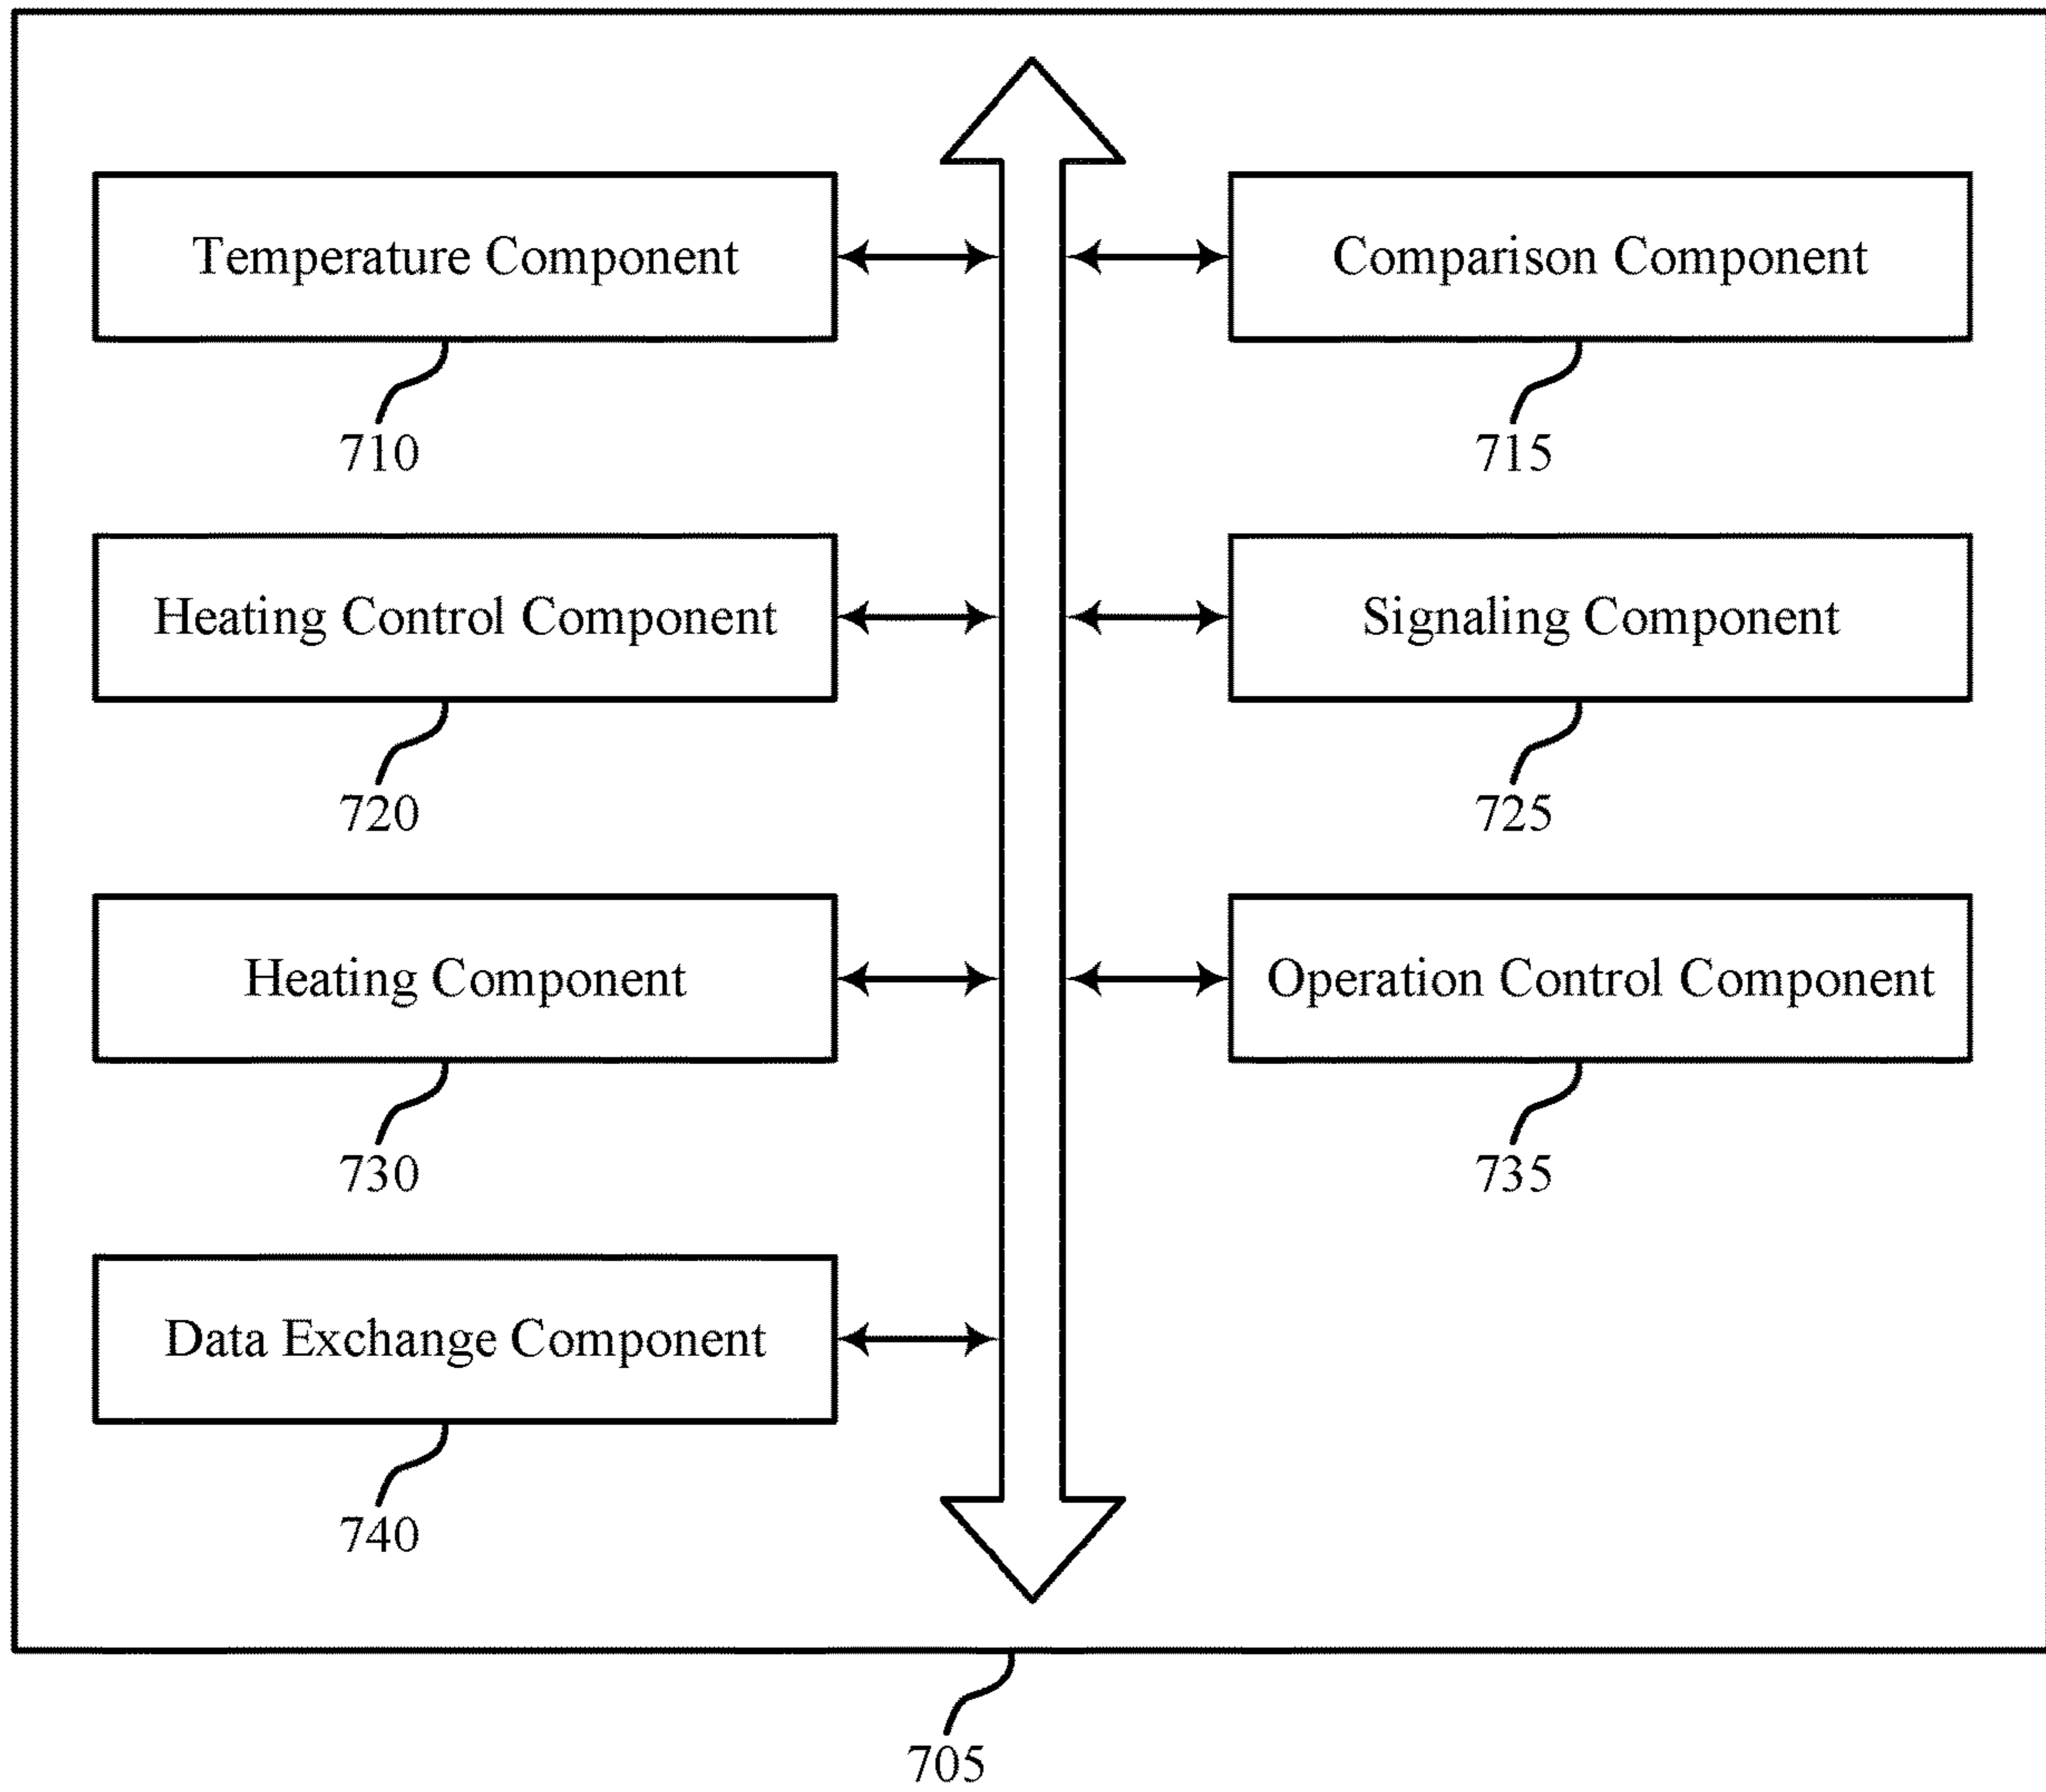 Temperature Component
Comparison Component
710
715
Heating Control Component
Signaling Component
720
725
Heating Component
Operation Control Component
730
735
Data Exchange Component
740
705